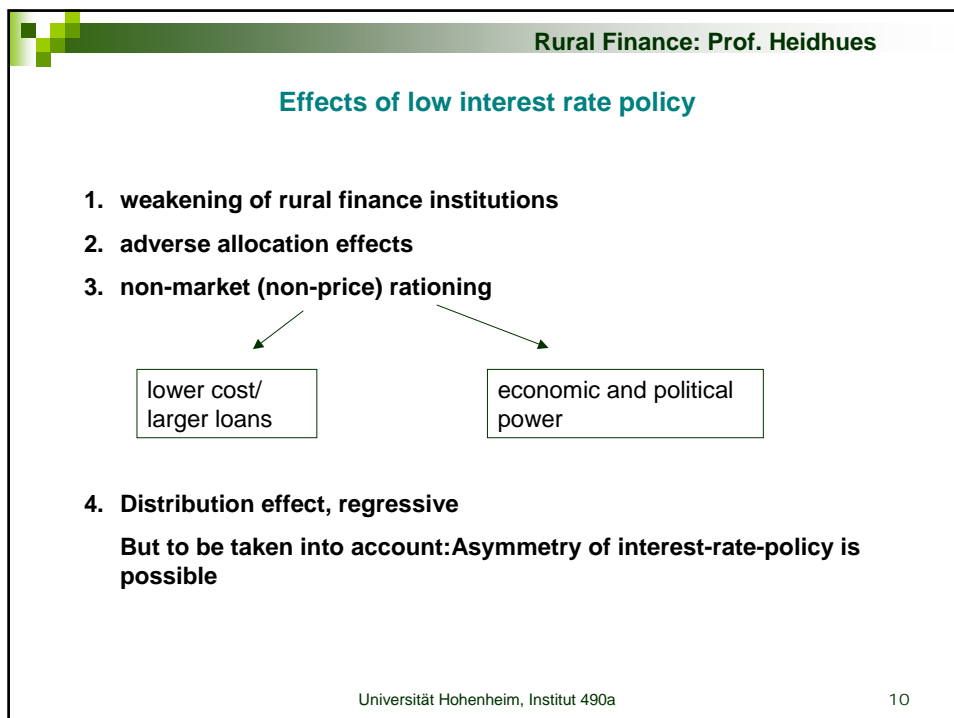 Rural Finance: Prof. Heidhues
Effects of low interest rate policy
1. weakening of rural finance institutions
2. adverse allocation effects
3. non-market (non-price) rationing
lower cost/
larger loans
economic and political
power
4. Distribution effect, regressive
But to be taken into account:Asymmetry of interest-rate-policy is
possible
Universität Hohenheim, Institut 490a
10